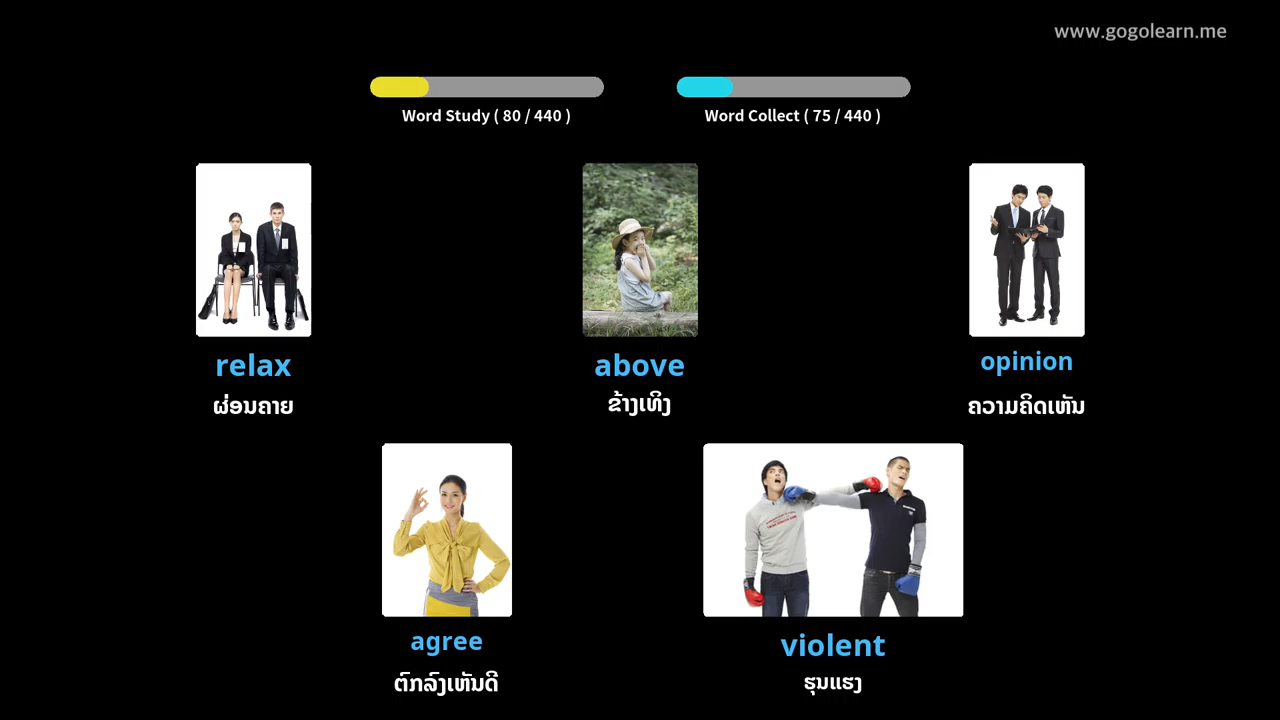 www.gogolearn.me
Word Study ( 80 / 440 )
Word Collect ( 75 / 440 )
relax
ຜ່ອນຄາຍ
above
ຂ້າງເທິງ
opinion
ຄວາມຄິດເຫັນ
agree
ຕົກລົງເຫັນດີ
violent
ຮຸນແຮງ